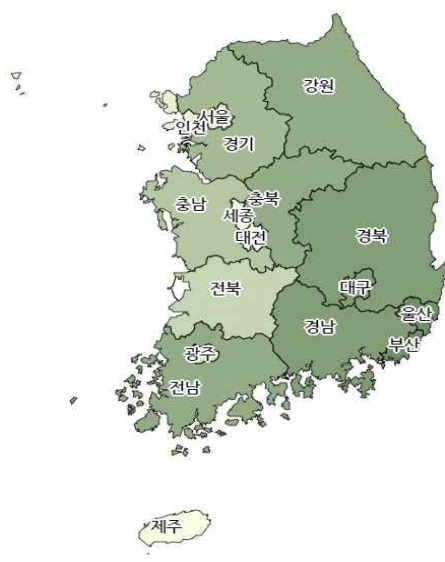 강원
서울
인천
경기
충남
충북
세종
대전
경북
전북
대구
울산
경남
부산
광주
전남
제주